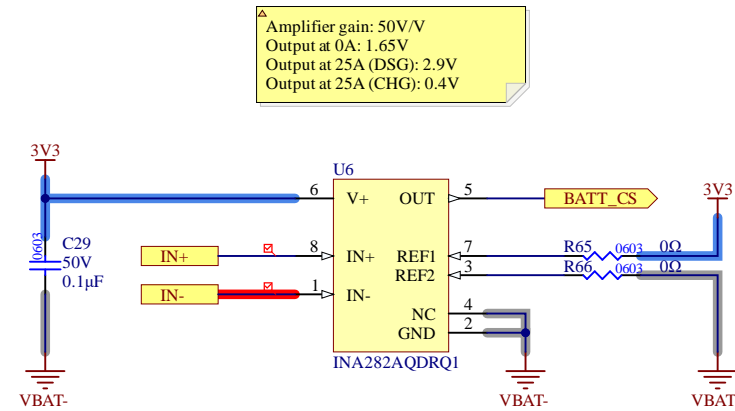 Amplifier gain: 50V/V
Output at 0A: 1.65V
Output at 25A (DSG): 2.9V
Output at 25A (CHG): 0.4V
3V3
U6
6 V+ OUT 5 BATT_CS
3V3
0603 C29
50V
0.1µF
IN+ 8 IN+ REF1 7 R65 0603 0Ω
REF2 3 R66 0603 0Ω
IN- 1 IN-
NC 4
GND 2
INA282AQDRQ1
VBAT- VBAT- VBAT